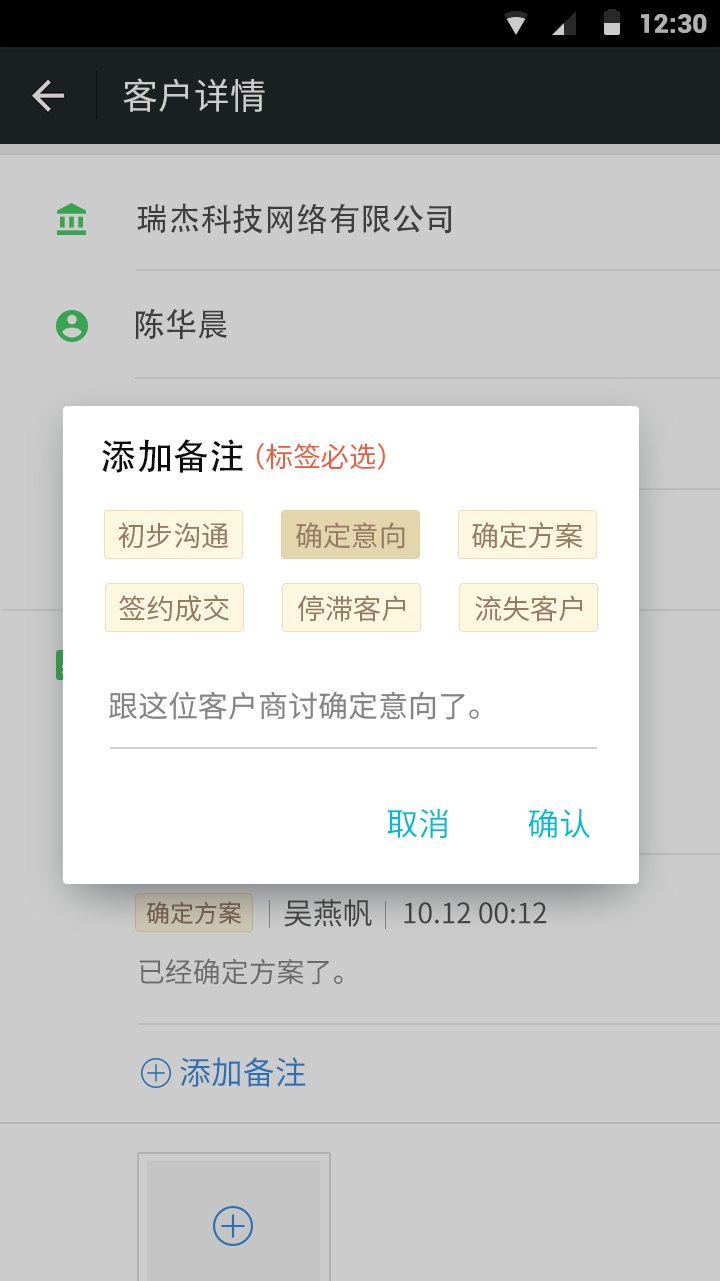 12:30
客户详情
瑞杰科技网络有限公司
陈华晨
添加备注(标签必选)
初步沟通 确定意向 确定方案
签约成交 停滞客户 流失客户
跟这位客户商讨确定意向了。
取消 确认
确定方案 吴燕帆 10.12 00:12
已经确定方案了。
添加备注